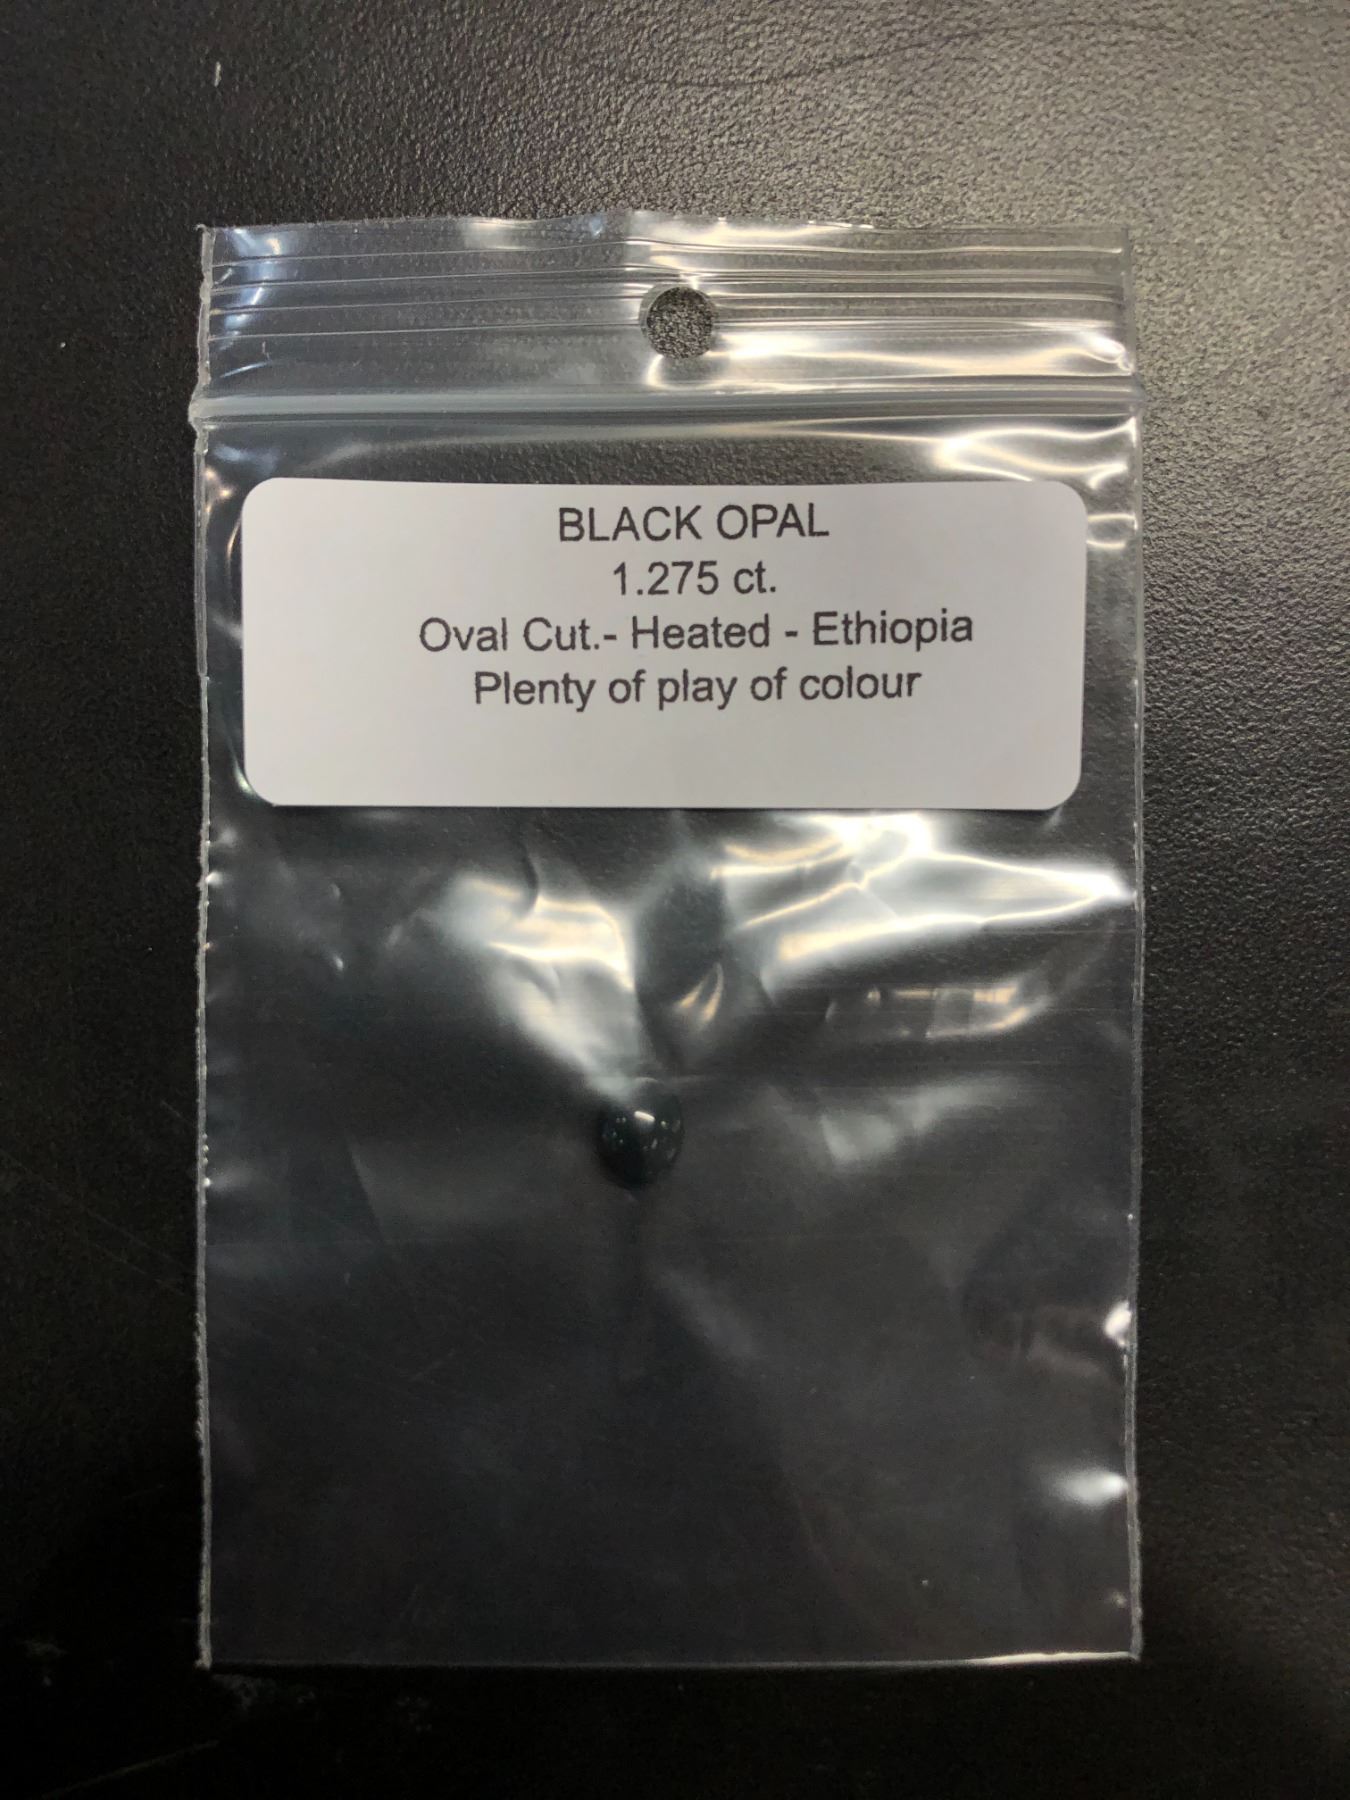 BLACK OPAL
1.275 ct.
Oval Cut.- Heated - Ethiopia
Plenty of play of colour